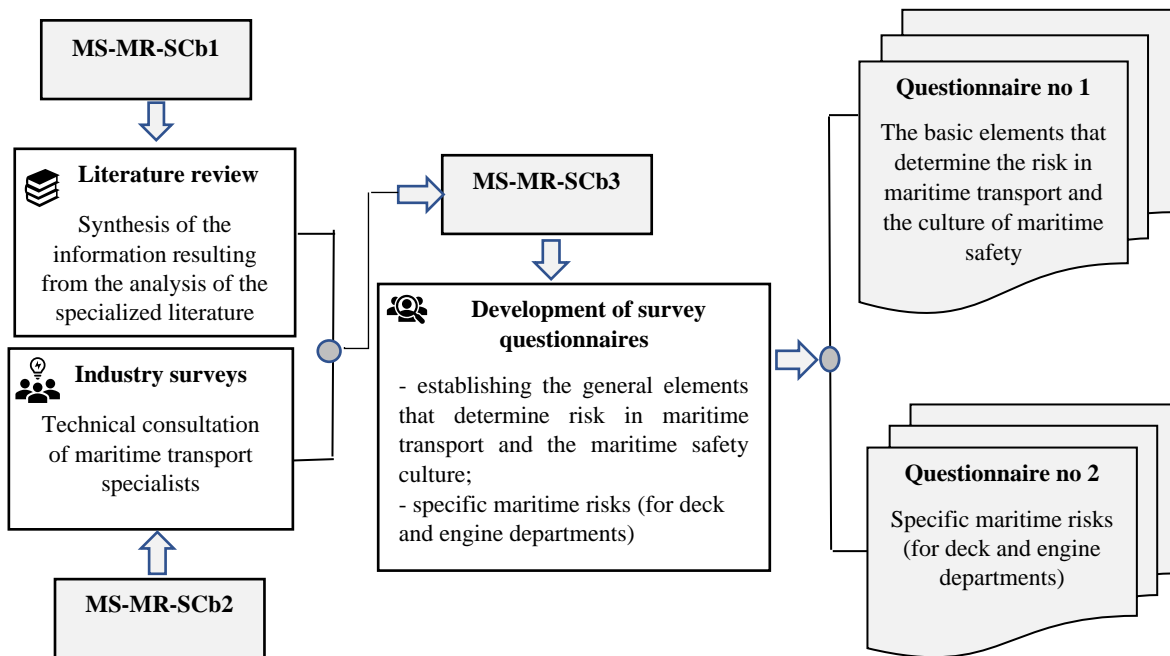 MS-MR-SCb1
Literature review
Synthesis of the
information resulting
from the analysis of the
specialized literature
Industry surveys
Technical consultation
of maritime transport
specialists
MS-MR-SCb2
MS-MR-SCb3
Development of survey
questionnaires
- establishing the general elements
that determine risk in maritime
transport and the maritime safety
culture;
- specific maritime risks (for deck
and engine departments)
Questionnaire no 1
The basic elements that
determine the risk in
maritime transport and
the culture of maritime
safety
Questionnaire no 2
Specific maritime risks
(for deck and engine
departments)